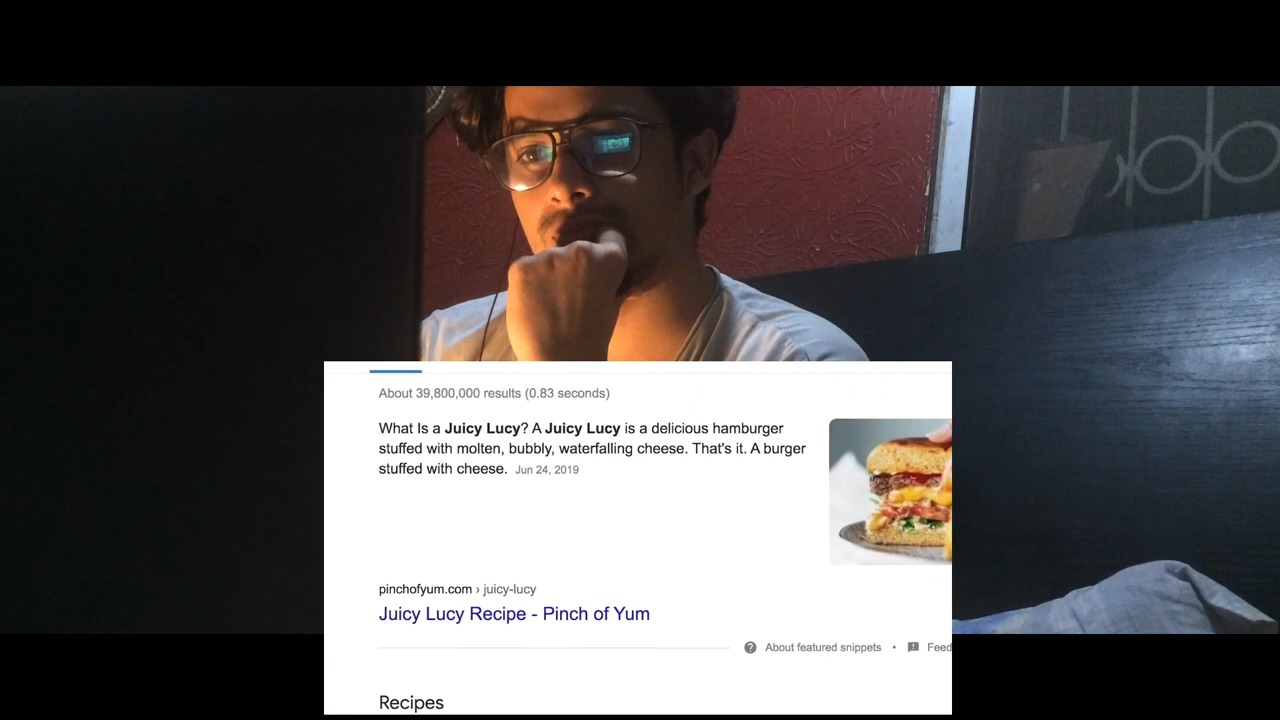 About 39,800,000 results (0.83 seconds)
What Is a Juicy Lucy? A Juicy Lucy is a delicious hamburger
stuffed with molten, bubbly, waterfalling cheese. That's it. A burger
stuffed with cheese. Jun 24, 2019
pinchofyum.com › juicy-lucy
Juicy Lucy Recipe - Pinch of Yum
About featured snippets • Feed
Recipes